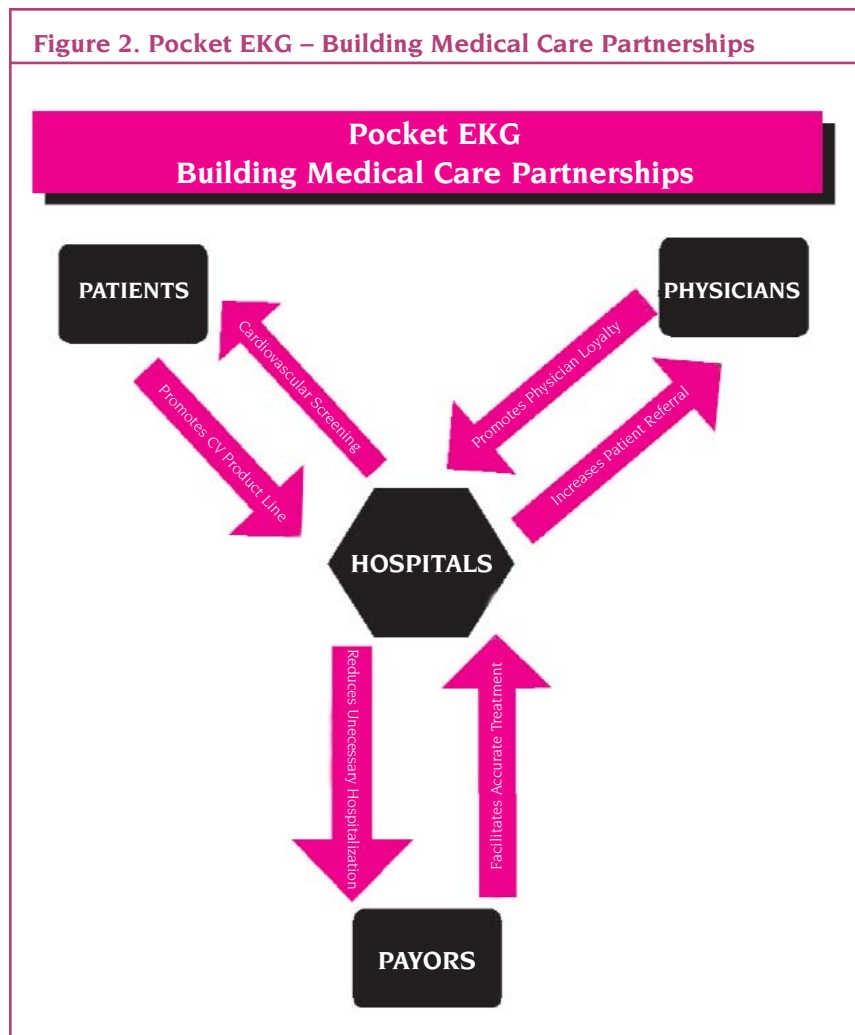 Figure 2. Pocket EKG – Building Medical Care Partnerships
Pocket EKG
Building Medical Care Partnerships
PATIENTS
PHYSICIANS
Cardiovascular Screening
Promotes CV Product Line
Promotes Physician Loyalty
Increases Patient Referral
HOSPITALS
Reduces Unecessary Hospitalization
Facilitates Accurate Treatment
PAYORS